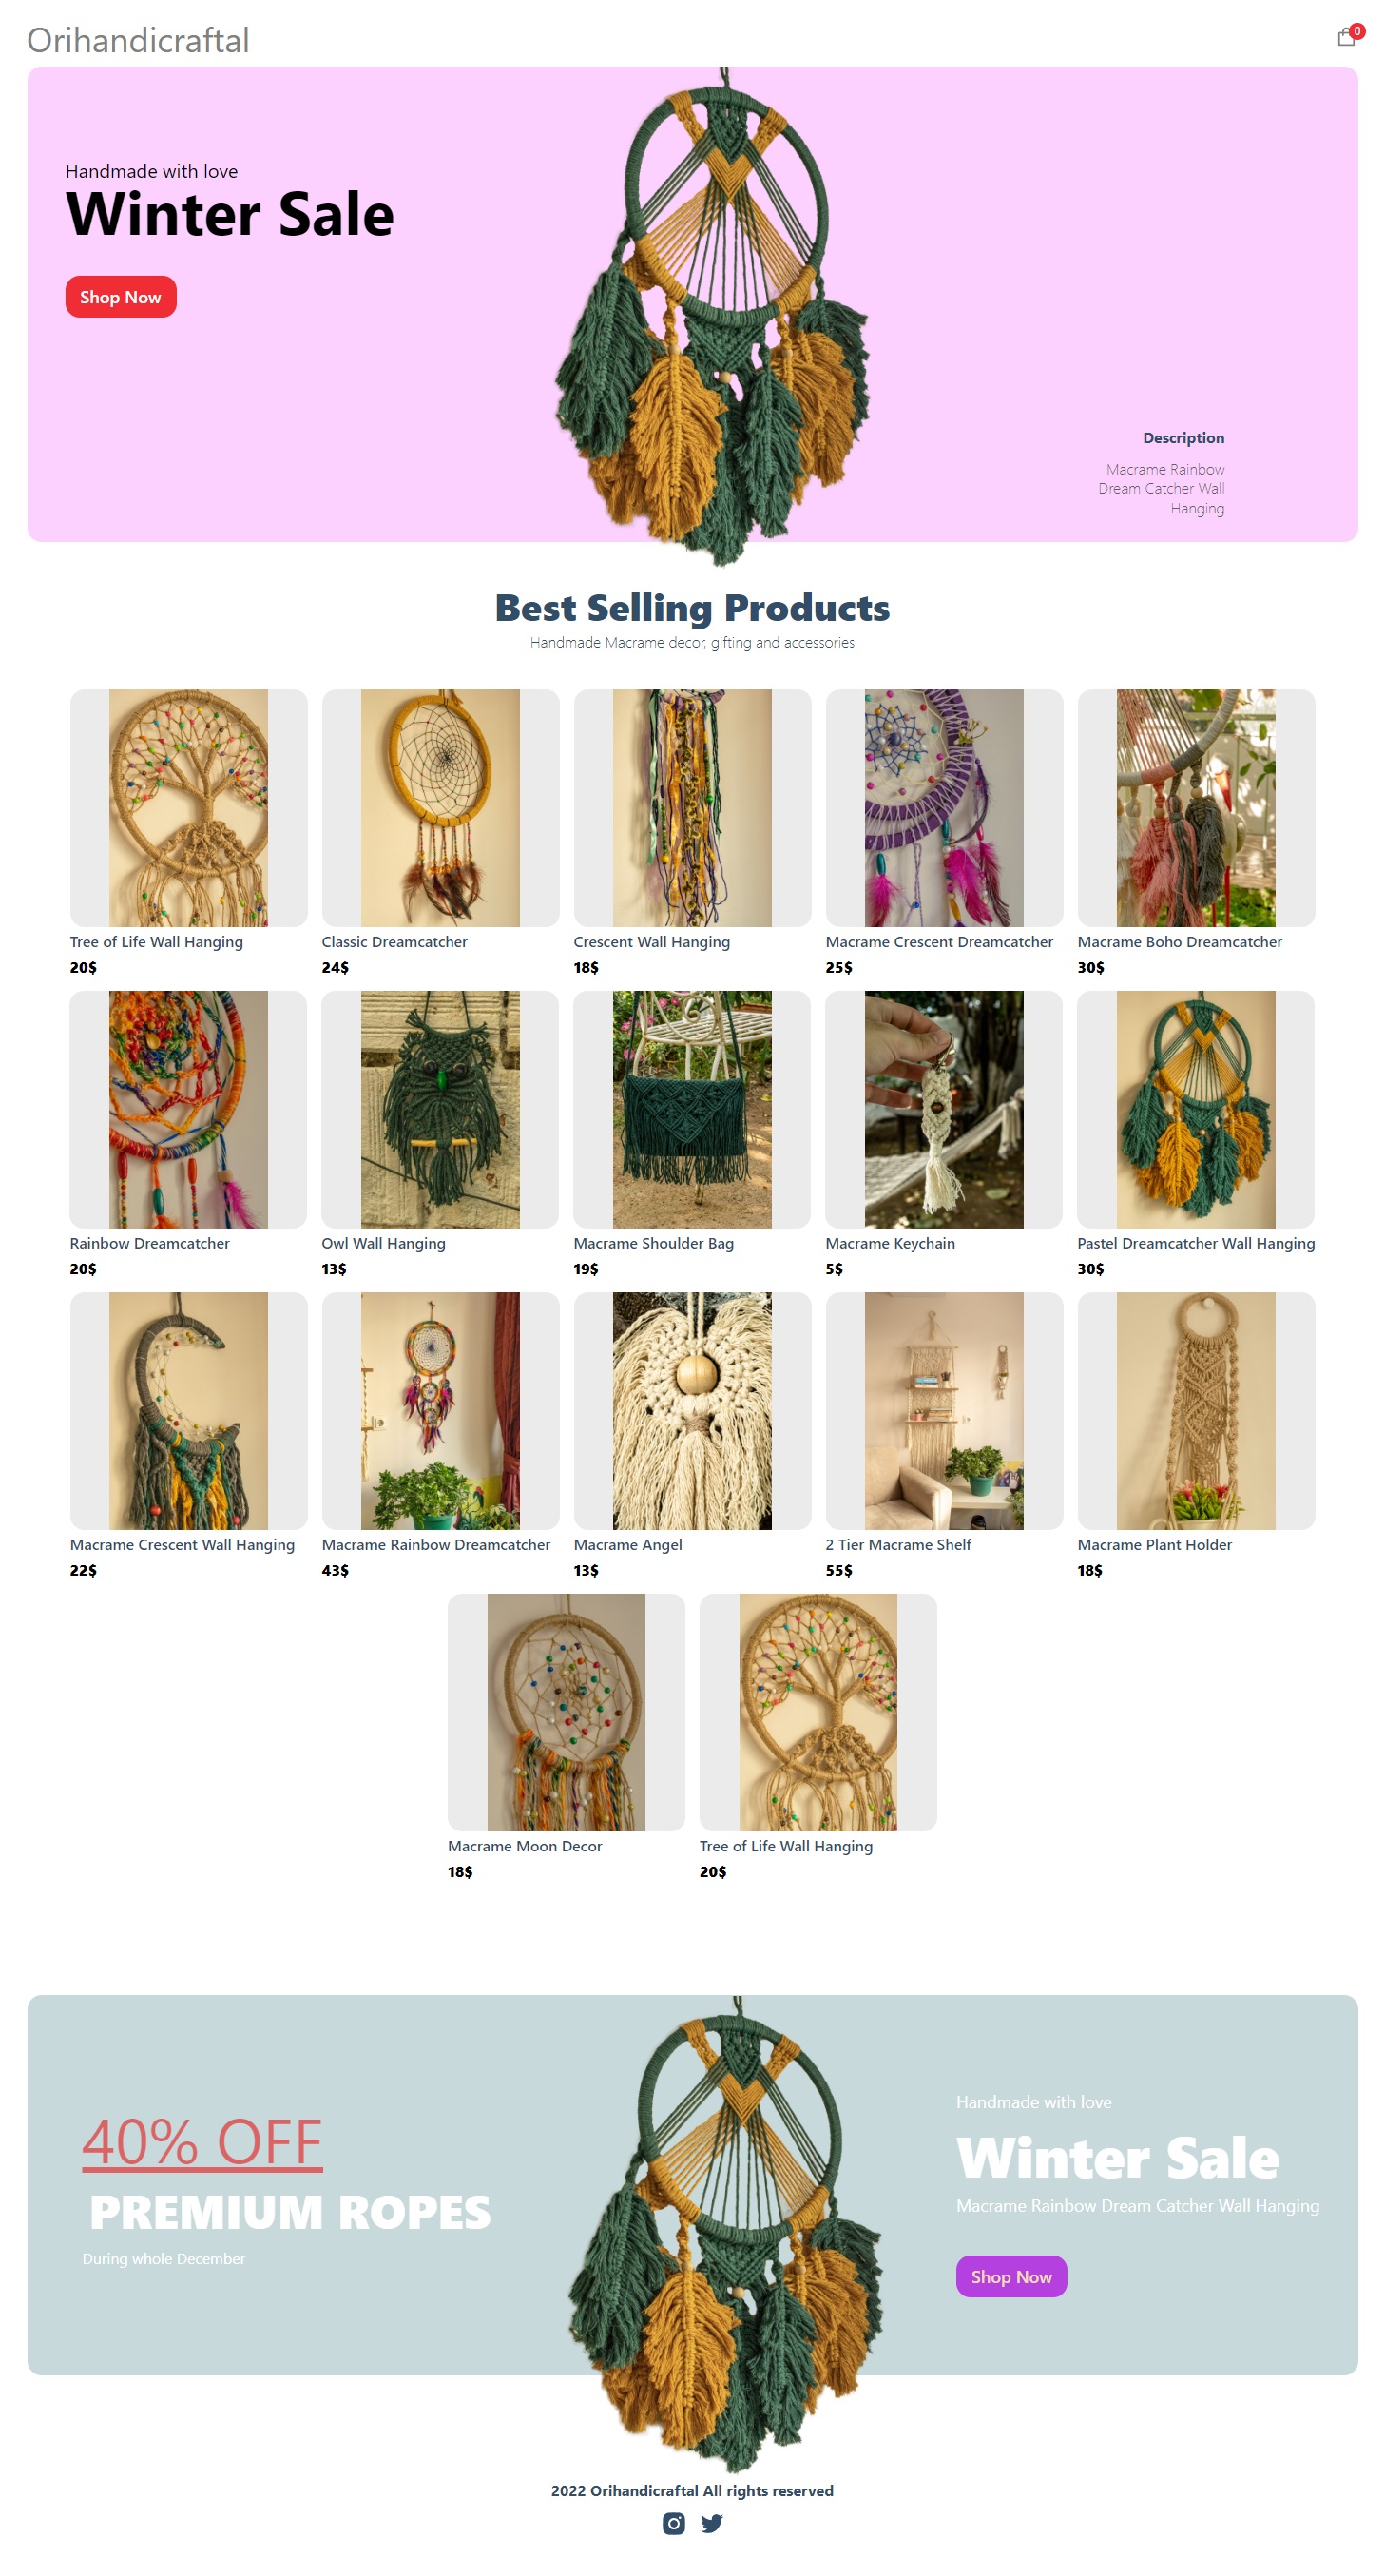 Orihandicraftal
0
Handmade with love
Winter Sale
Shop Now
Description
Macrame Rainbow
Dream Catcher Wall
Hanging
Best Selling Products
Handmade Macrame decor, gifting and accessories
Tree of Life Wall Hanging
20$
Classic Dreamcatcher
24$
Crescent Wall Hanging
18$
Macrame Crescent Dreamcatcher
25$
Macrame Boho Dreamcatcher
30$
Rainbow Dreamcatcher
20$
Owl Wall Hanging
13$
Macrame Shoulder Bag
19$
Macrame Keychain
5$
Pastel Dreamcatcher Wall Hanging
30$
Macrame Crescent Wall Hanging
22$
Macrame Rainbow Dreamcatcher
43$
Macrame Angel
13$
2 Tier Macrame Shelf
55$
Macrame Plant Holder
18$
Macrame Moon Decor
18$
Tree of Life Wall Hanging
20$
40% OFF
PREMIUM ROPES
During whole December
Handmade with love
Winter Sale
Macrame Rainbow Dream Catcher Wall Hanging
Shop Now
2022 Orihandicraftal All rights reserved